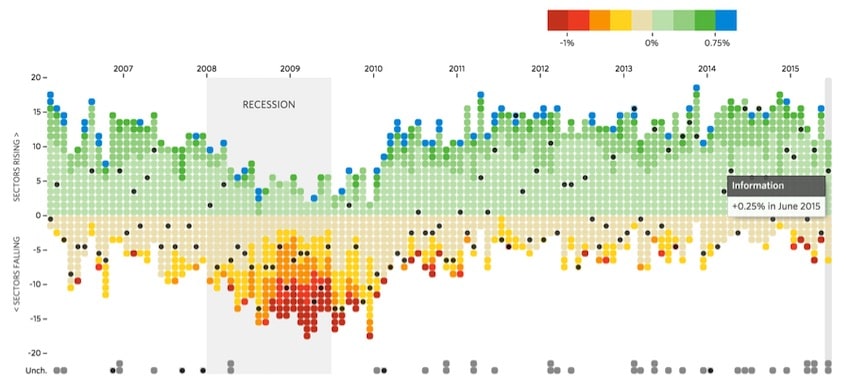 -1%
0%
0.75%
2007 2008 2009 2010 2011 2012 2013 2014 2015
20
RECESSION
15
10
SECTORS RISING >
5
Information
+0.25% in June 2015
0
-5
< SECTORS FALLING
-10
-15
-20
Unch.